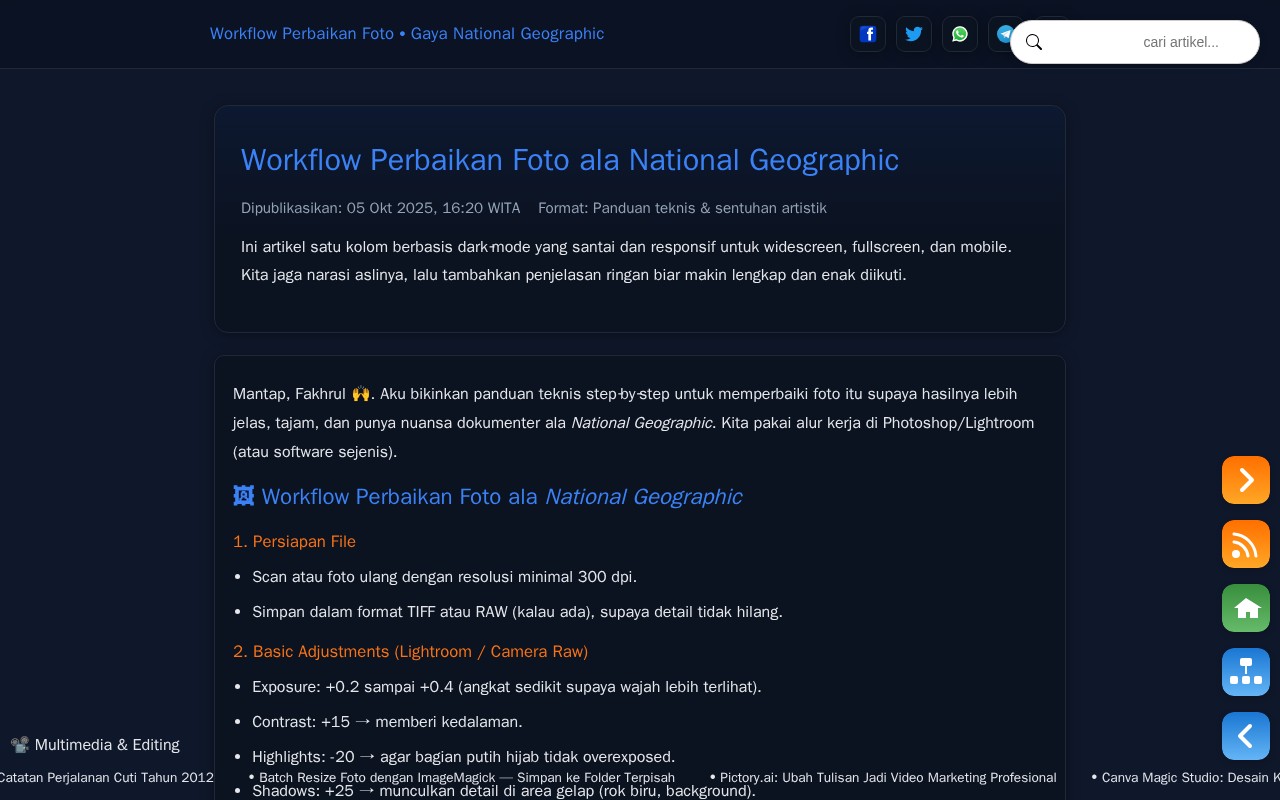 Workflow Perbaikan Foto • Gaya National Geographic
cari artikel...
Workflow Perbaikan Foto ala National Geographic
Dipublikasikan: 05 Okt 2025, 16:20 WITA Format: Panduan teknis & sentuhan artistik
Ini artikel satu kolom berbasis dark-mode yang santai dan responsif untuk widescreen, fullscreen, dan mobile.
Kita jaga narasi aslinya, lalu tambahkan penjelasan ringan biar makin lengkap dan enak diikuti.
Mantap, Fakhrul 🙌. Aku bikinkan panduan teknis step-by-step untuk memperbaiki foto itu supaya hasilnya lebih
jelas, tajam, dan punya nuansa dokumenter ala National Geographic. Kita pakai alur kerja di Photoshop/Lightroom
(atau software sejenis).
🖼 Workflow Perbaikan Foto ala National Geographic
1. Persiapan File
• Scan atau foto ulang dengan resolusi minimal 300 dpi.
• Simpan dalam format TIFF atau RAW (kalau ada), supaya detail tidak hilang.
2. Basic Adjustments (Lightroom / Camera Raw)
• Exposure: +0.2 sampai +0.4 (angkat sedikit supaya wajah lebih terlihat).
• Contrast: +15 → memberi kedalaman.
📽 Multimedia & Editing
• Highlights: -20 → agar bagian putih hijab tidak overexposed.
Catatan Perjalanan Cuti Tahun 2012 • Batch Resize Foto dengan ImageMagick — Simpan ke Folder Terpisah • Pictory.ai: Ubah Tulisan Jadi Video Marketing Profesional • Canva Magic Studio: Desain K
• Shadows: +25 → munculkan detail di area gelap (rok biru, background).